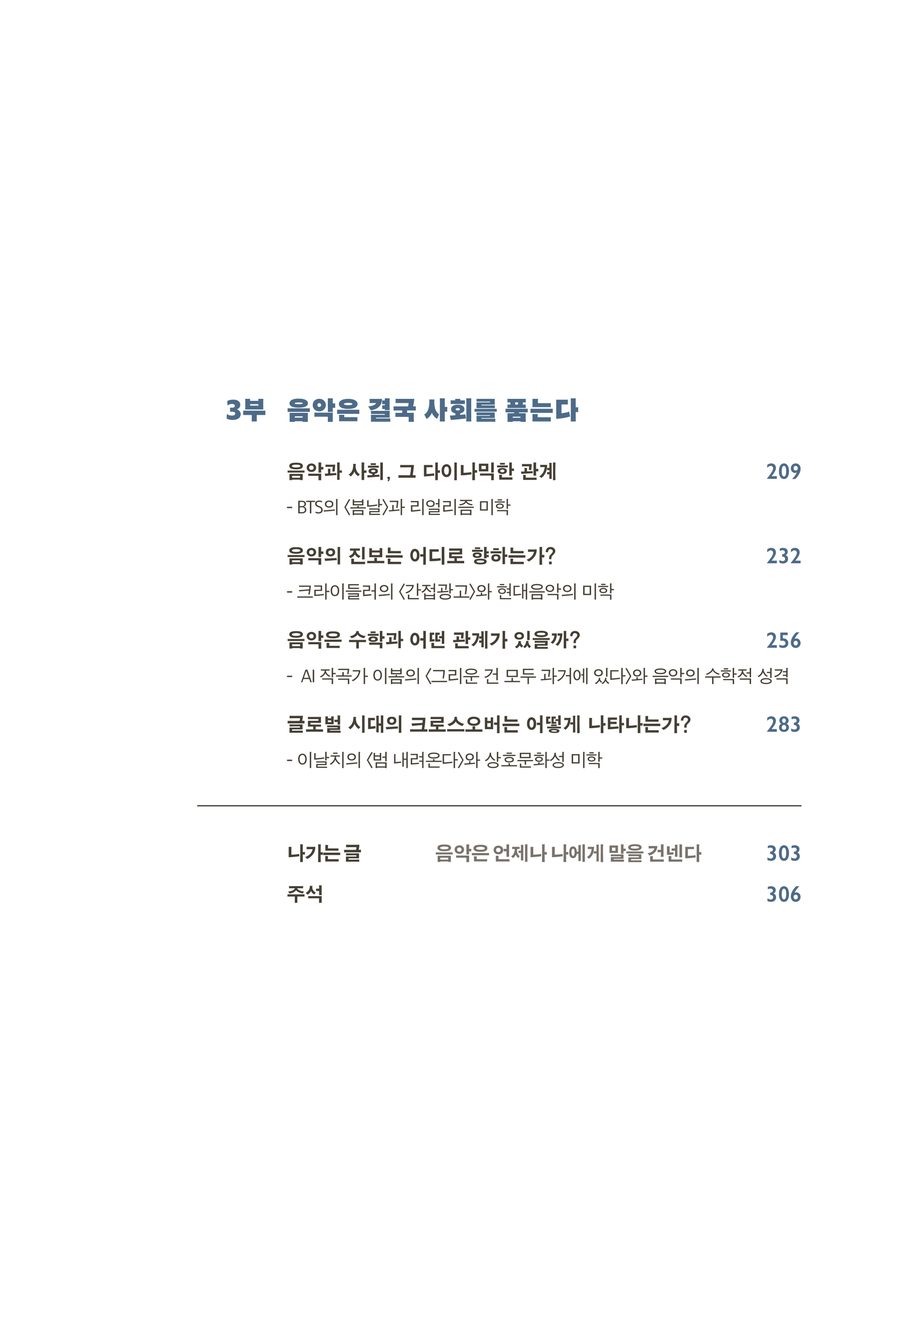 3부 음악은 결국 사회를 품는다
음악과 사회, 그 다이나믹한 관계 209
- BTS의 〈봄날〉과 리얼리즘 미학
음악의 진보는 어디로 향하는가? 232
- 크라이들러의 〈간접광고〉와 현대음악의 미학
음악은 수학과 어떤 관계가 있을까? 256
- AI 작곡가 이봄의 〈그리운 건 모두 과거에 있다〉와 음악의 수학적 성격
글로벌 시대의 크로스오버는 어떻게 나타나는가? 283
- 이날치의 〈범 내려온다〉와 상호문화성 미학
나가는 글 음악은 언제나 나에게 말을 건넨다 303
주석 306